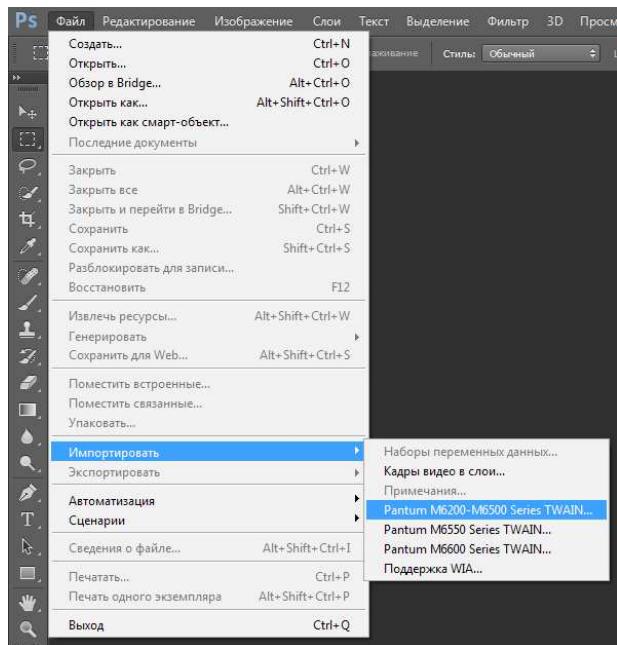 Ps Файл Редактирование Изображение Слои Текст Выделение Фильтр 3D Просм
Стиль: Обычный
Создать... Ctrl+N
Открыть... Ctrl+O
Обзор в Bridge... Alt+Ctrl+O
Открыть как... Alt+Shift+Ctrl+O
Открыть как смарт-объект...
Последние документы
Закрыть Ctrl+W
Закрыть все Alt+Ctrl+W
Закрыть и перейти в Bridge... Shift+Ctrl+W
Сохранить Ctrl+S
Сохранить как... Shift+Ctrl+S
Разблокировать для записи...
Восстановить F12
Извлечь ресурсы... Alt+Shift+Ctrl+W
Генерировать
Сохранить для Web... Alt+Shift+Ctrl+S
Поместить встроенные...
Поместить связанные...
Упаковать...
Импортировать
Экспортировать
Автоматизация
Сценарии
Сведения о файле... Alt+Shift+Ctrl+I
Печатать... Ctrl+P
Печать одного экземпляра Alt+Shift+Ctrl+P
Выход Ctrl+Q
Наборы переменных данных...
Кадры видео в слои...
Примечания...
Pantum M6200-M6500 Series TWAIN...
Pantum M6550 Series TWAIN...
Pantum M6600 Series TWAIN...
Поддержка WIA...